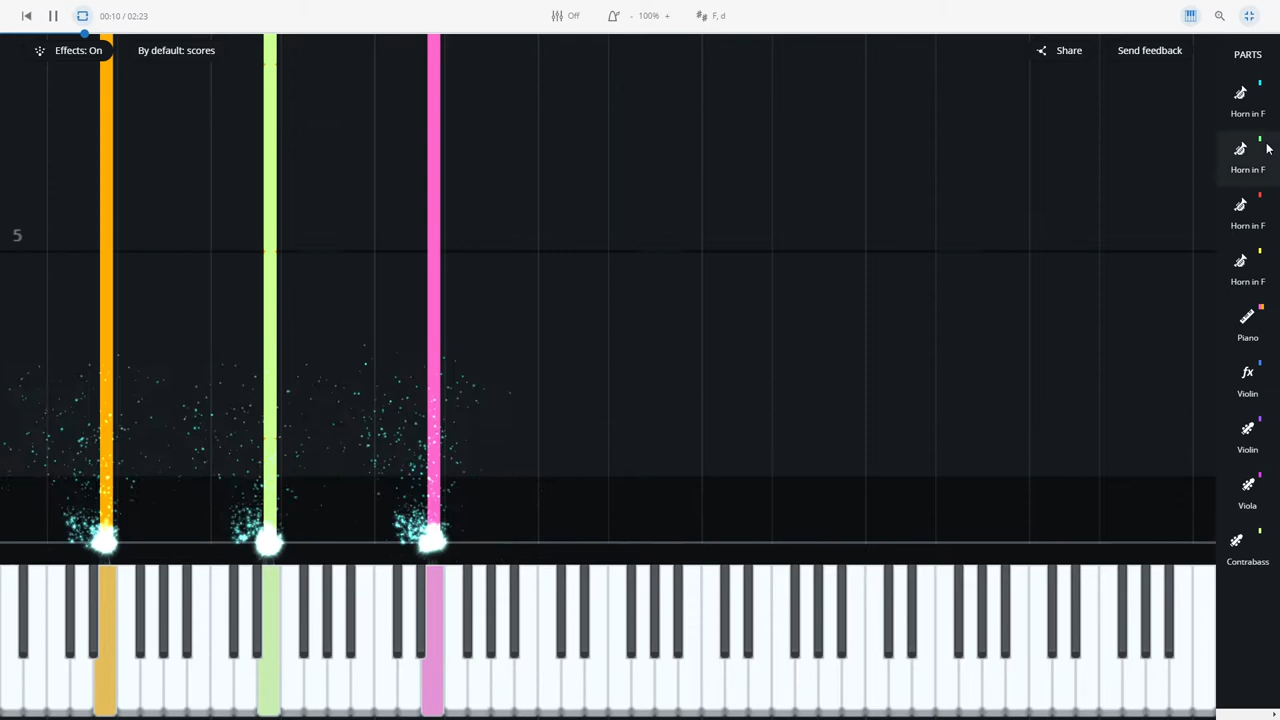 00:10 / 02:23
Off
- 100% +
F, d
Effects: On
By default: scores
Share
Send feedback
PARTS
Horn in F
Horn in F
Horn in F
Horn in F
Piano
fx
Violin
Violin
Viola
Contrabass
5